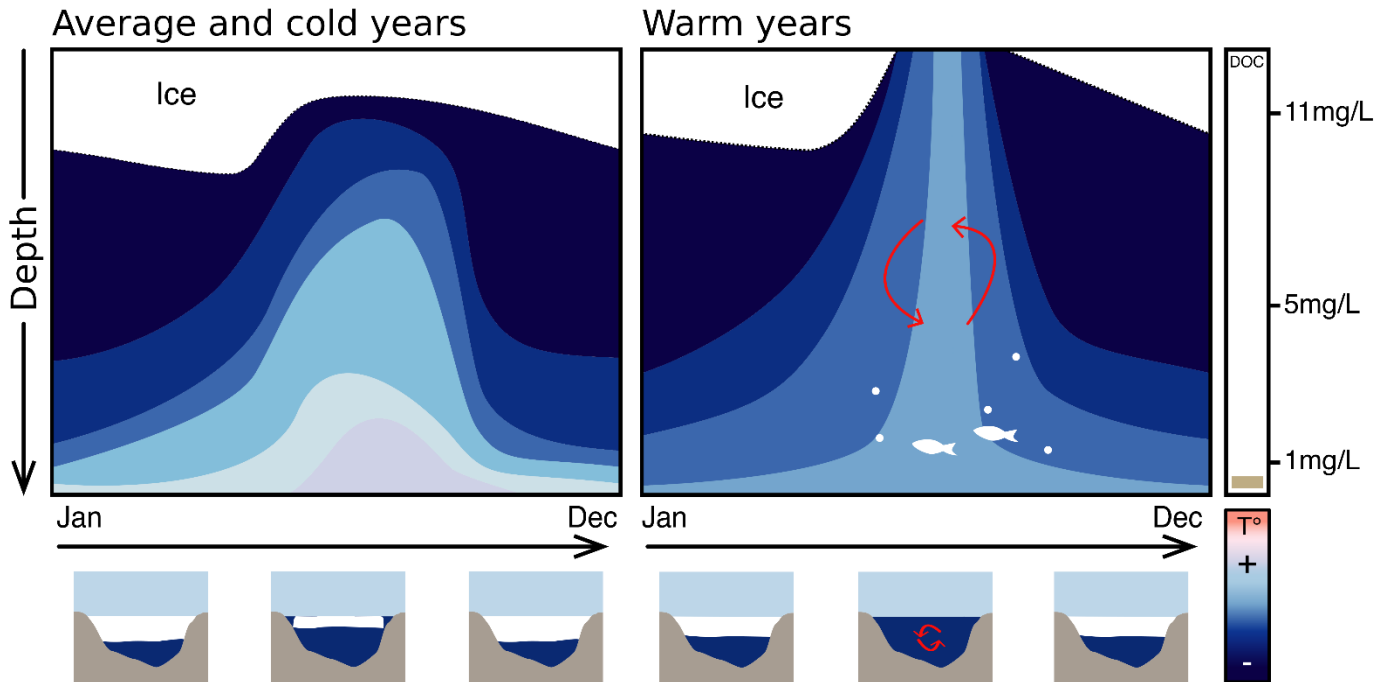 Average and cold years
Warm years
Ice
Ice
DOC
11mg/L
Depth
5mg/L
1mg/L
Jan
Dec
Jan
Dec
T°
+
-